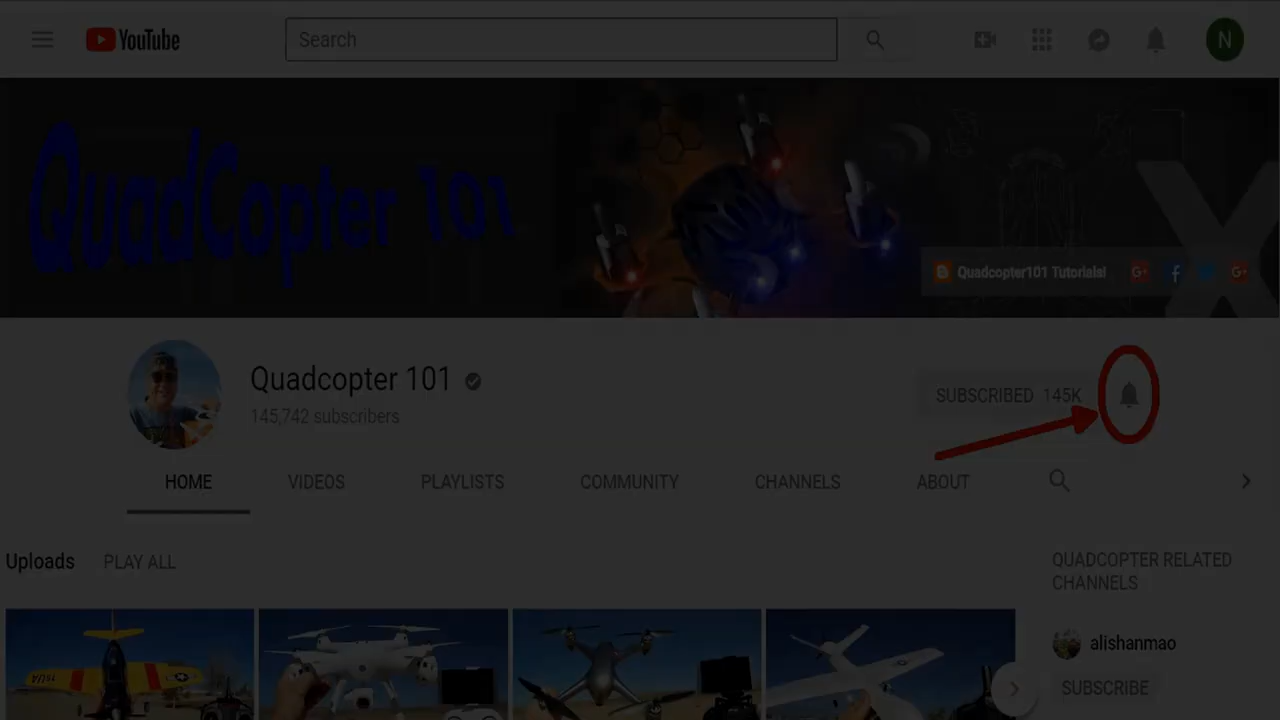 YouTube
Search
N
QuadCopter 101
X
Quadcopter101 Tutorials!
Quadcopter 101
145,742 subscribers
SUBSCRIBED 145K
HOME VIDEOS PLAYLISTS COMMUNITY CHANNELS ABOUT
Uploads PLAY ALL
QUADCOPTER RELATED
CHANNELS
alishanmao
SUBSCRIBE